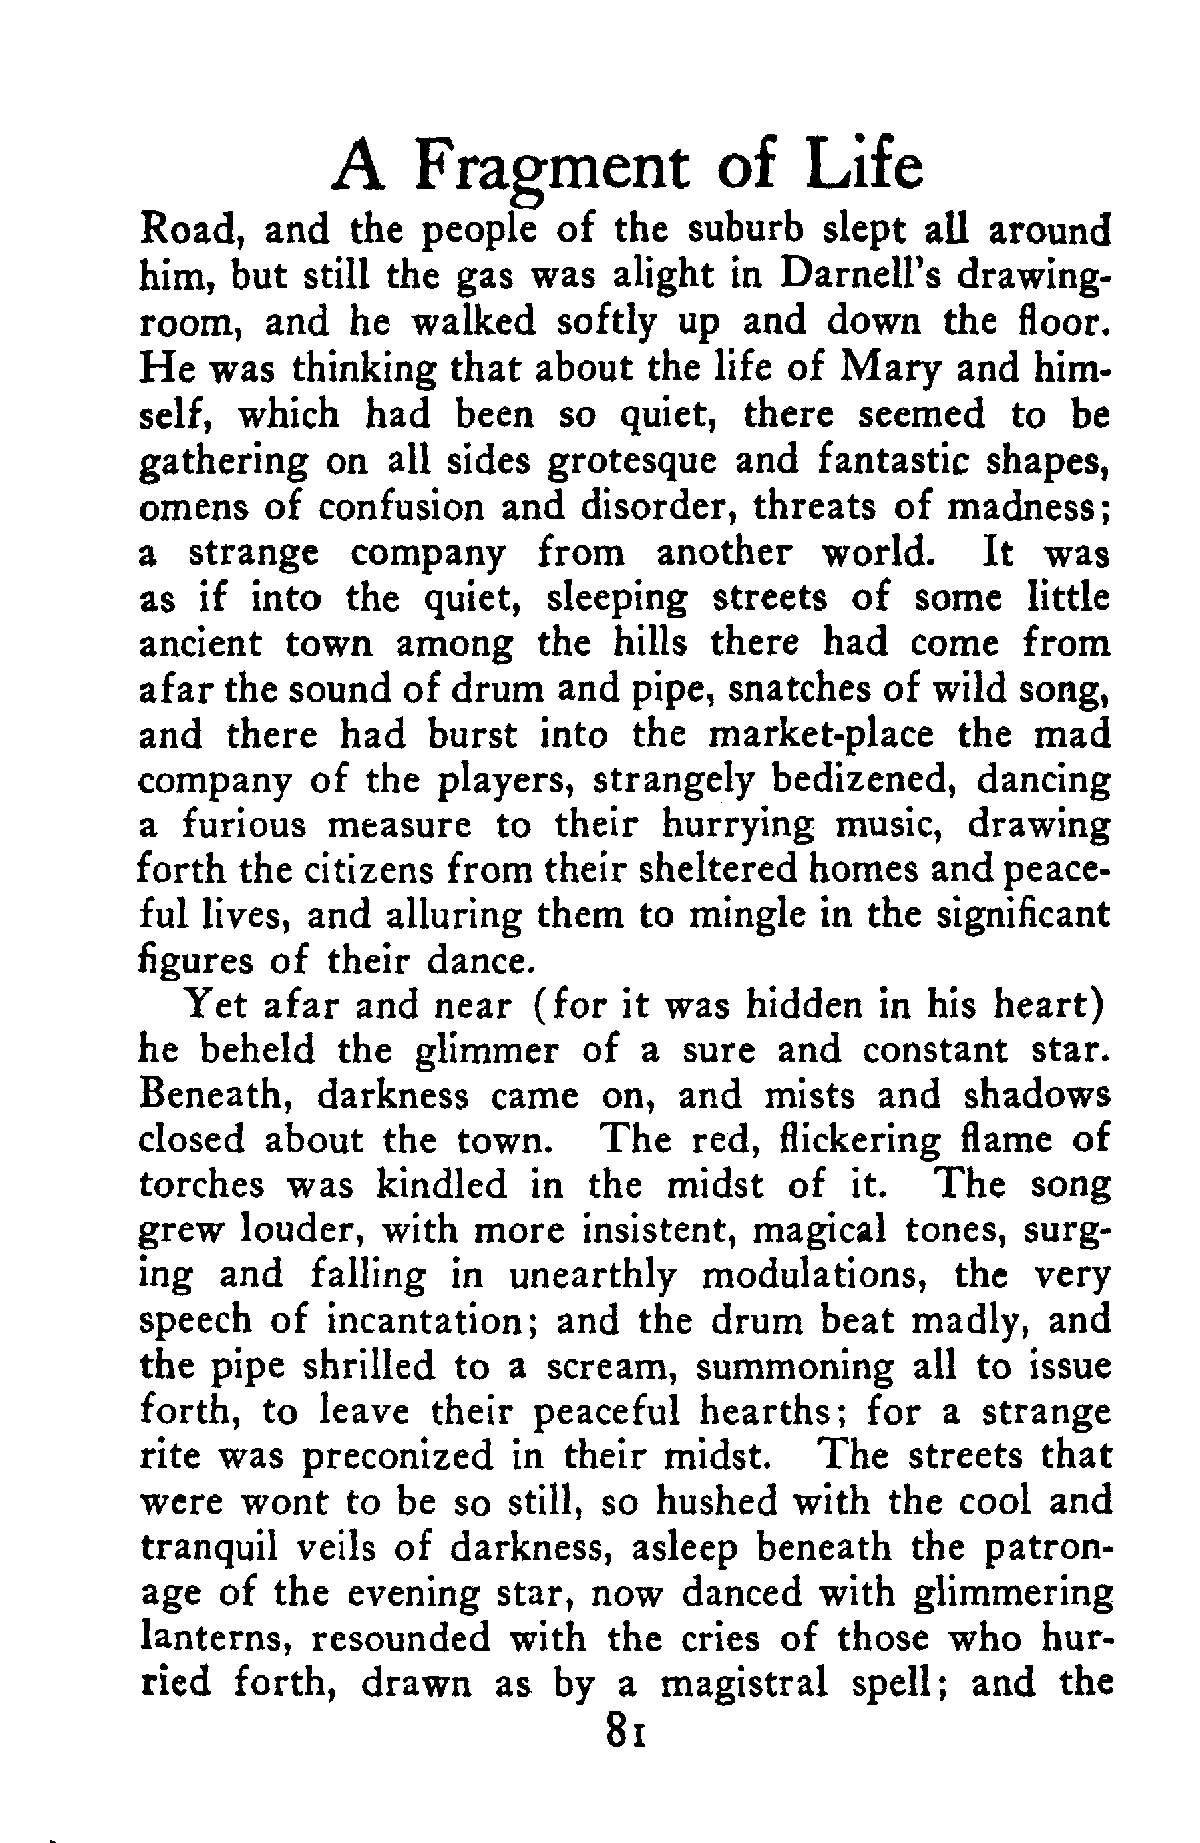 A Fragment of Life
Road, and the people of the suburb slept all around
him, but still the gas was alight in Darnell's drawing-
room, and he walked softly up and down the floor.
He was thinking that about the life of Mary and him-
self, which had been so quiet, there seemed to be
gathering on all sides grotesque and fantastic shapes,
omens of confusion and disorder, threats of madness;
a strange company from another world. It was
as if into the quiet, sleeping streets of some little
ancient town among the hills there had come from
afar the sound of drum and pipe, snatches of wild song,
and there had burst into the market-place the mad
company of the players, strangely bedizened, dancing
a furious measure to their hurrying music, drawing
forth the citizens from their sheltered homes and peace-
ful lives, and alluring them to mingle in the significant
figures of their dance.
Yet afar and near (for it was hidden in his heart)
he beheld the glimmer of a sure and constant star.
Beneath, darkness came on, and mists and shadows
closed about the town. The red, flickering flame of
torches was kindled in the midst of it. The song
grew louder, with more insistent, magical tones, surg-
ing and falling in unearthly modulations, the very
speech of incantation; and the drum beat madly, and
the pipe shrilled to a scream, summoning all to issue
forth, to leave their peaceful hearths; for a strange
rite was preconized in their midst. The streets that
were wont to be so still, so hushed with the cool and
tranquil veils of darkness, asleep beneath the patron-
age of the evening star, now danced with glimmering
lanterns, resounded with the cries of those who hur-
ried forth, drawn as by a magistral spell; and the
81